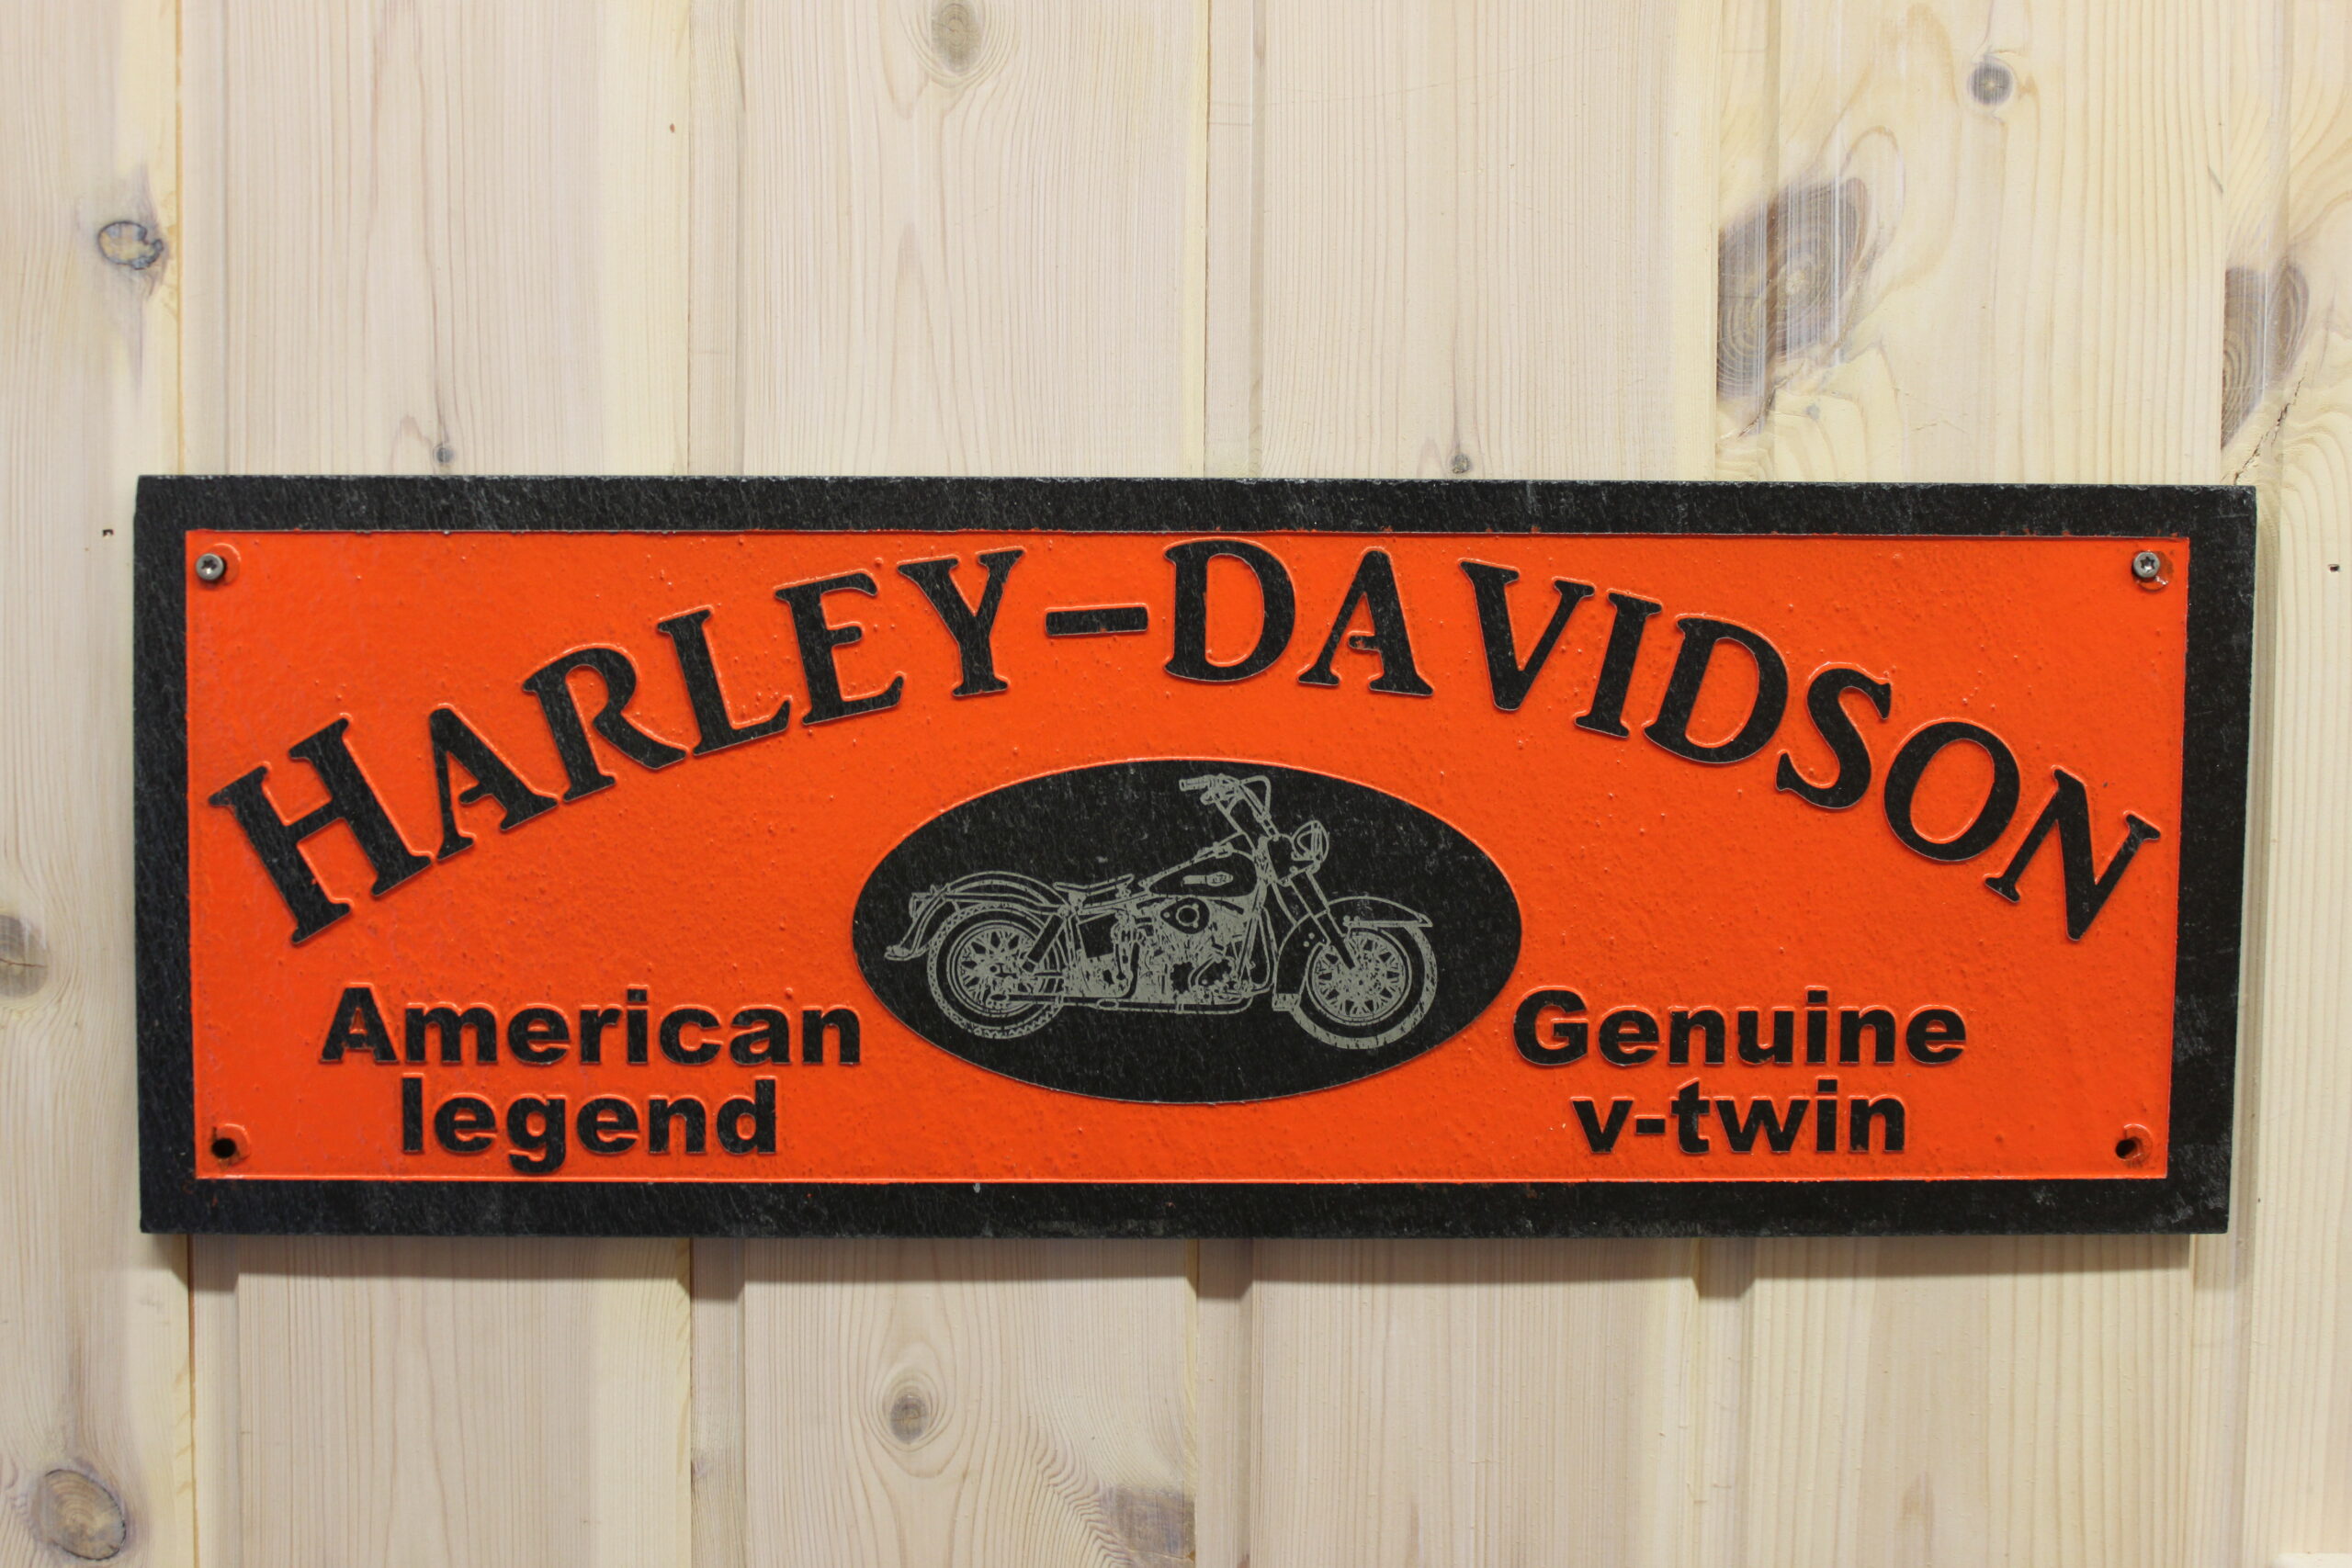 HARLEY-DAVIDSON
American
legend
Genuine
v-twin